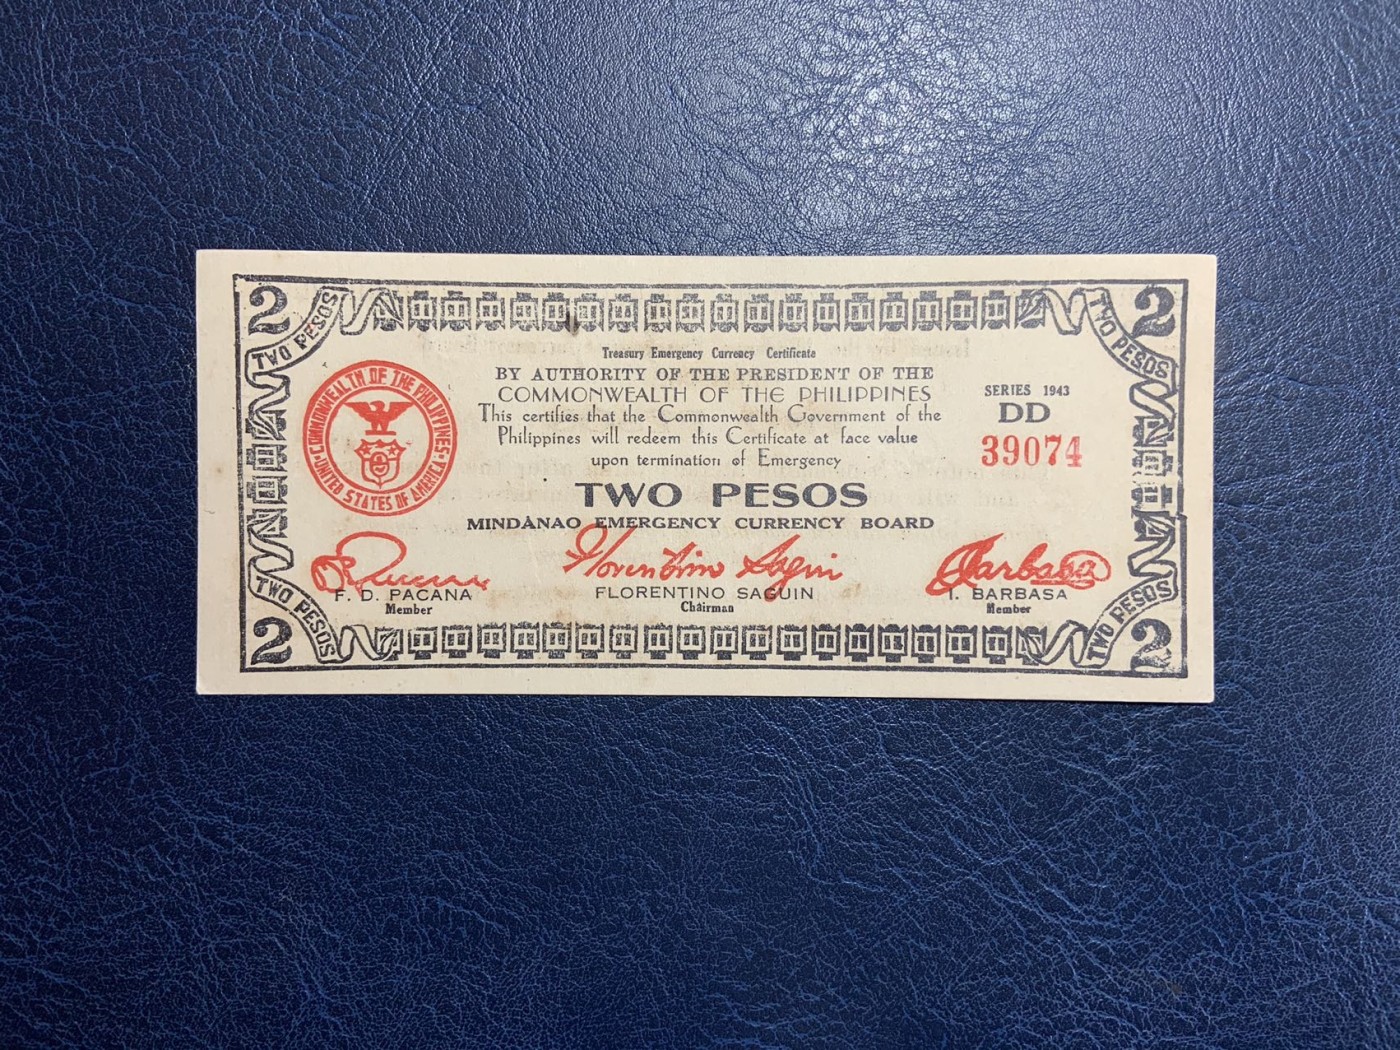 2
TWO PESOS
TWO PESOS
2
Treasury Emergency Currency Certificate
BY AUTHORITY OF THE PRESIDENT OF THE
COMMONWEALTH OF THE PHILIPPINES
This certifies that the Commonwealth Government of the
Philippines will redeem this Certificate at face value
upon termination of Emergency
SERIES 1943
DD
39074
COMMONWEALTH OF THE PHILIPPINES
UNITED STATES OF AMERICA
TWO PESOS
MINDANAO EMERGENCY CURRENCY BOARD
Florentino Saguin
F. D. PACANA
Member
FLORENTINO SAGUIN
Chairman
I. BARBASA
Member
TWO PESOS
2
TWO PESOS
2